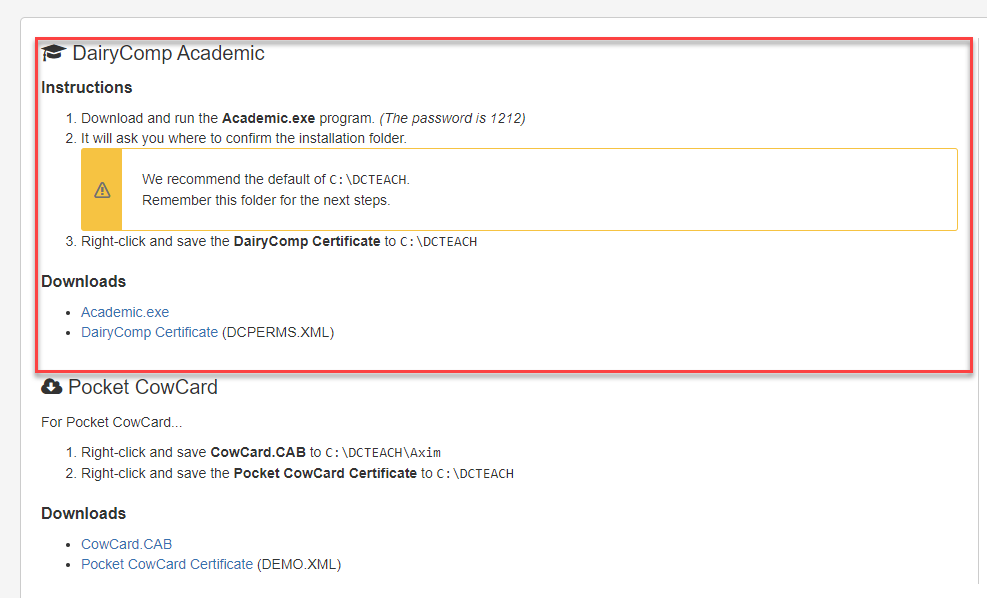 DairyComp Academic
Instructions
1. Download and run the Academic.exe program. (The password is 1212)
2. It will ask you where to confirm the installation folder.
We recommend the default of C:\DCTEACH.
Remember this folder for the next steps.
3. Right-click and save the DairyComp Certificate to C:\DCTEACH
Downloads
• Academic.exe
• DairyComp Certificate (DCPERMS.XML)
Pocket CowCard
For Pocket CowCard...
1. Right-click and save CowCard.CAB to C:\DCTEACH\Axim
2. Right-click and save the Pocket CowCard Certificate to C:\DCTEACH
Downloads
• CowCard.CAB
• Pocket CowCard Certificate (DEMO.XML)